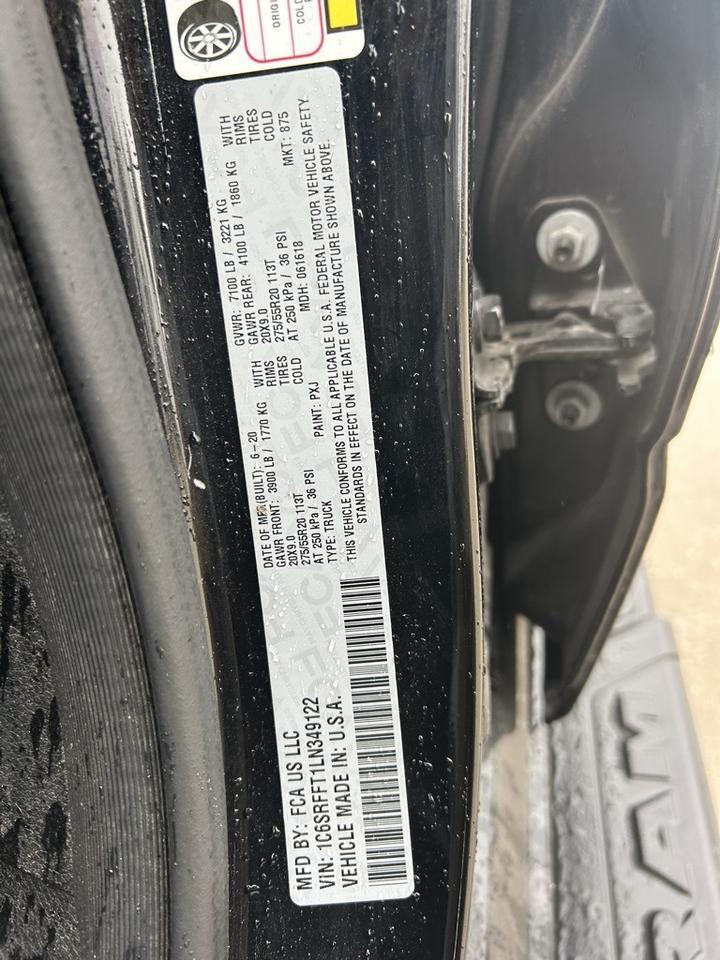 ORIGI
COLD
MFD BY: FCA US LLC
VIN: 1C6SRFFT1LN349122
VEHICLE MADE IN: U.S.A.
DATE OF MFR(BUILT): 6-20 GVWR: 7100 LB / 3221 KG
GAWR FRONT: 3900 LB / 1770 KG WITH GAWR REAR: 4100 LB / 1860 KG WITH
20X9.0 RIMS 20X9.0 RIMS
275/55R20 113T TIRES 275/55R20 113T TIRES
AT 250 kPa / 36 PSI COLD AT 250 kPa / 36 PSI COLD
TYPE: TRUCK PAINT: PXJ MDH: 061618 MKT: 875
THIS VEHICLE CONFORMS TO ALL APPLICABLE U.S.A. FEDERAL MOTOR VEHICLE SAFETY
STANDARDS IN EFFECT ON THE DATE OF MANUFACTURE SHOWN ABOVE.
RAM